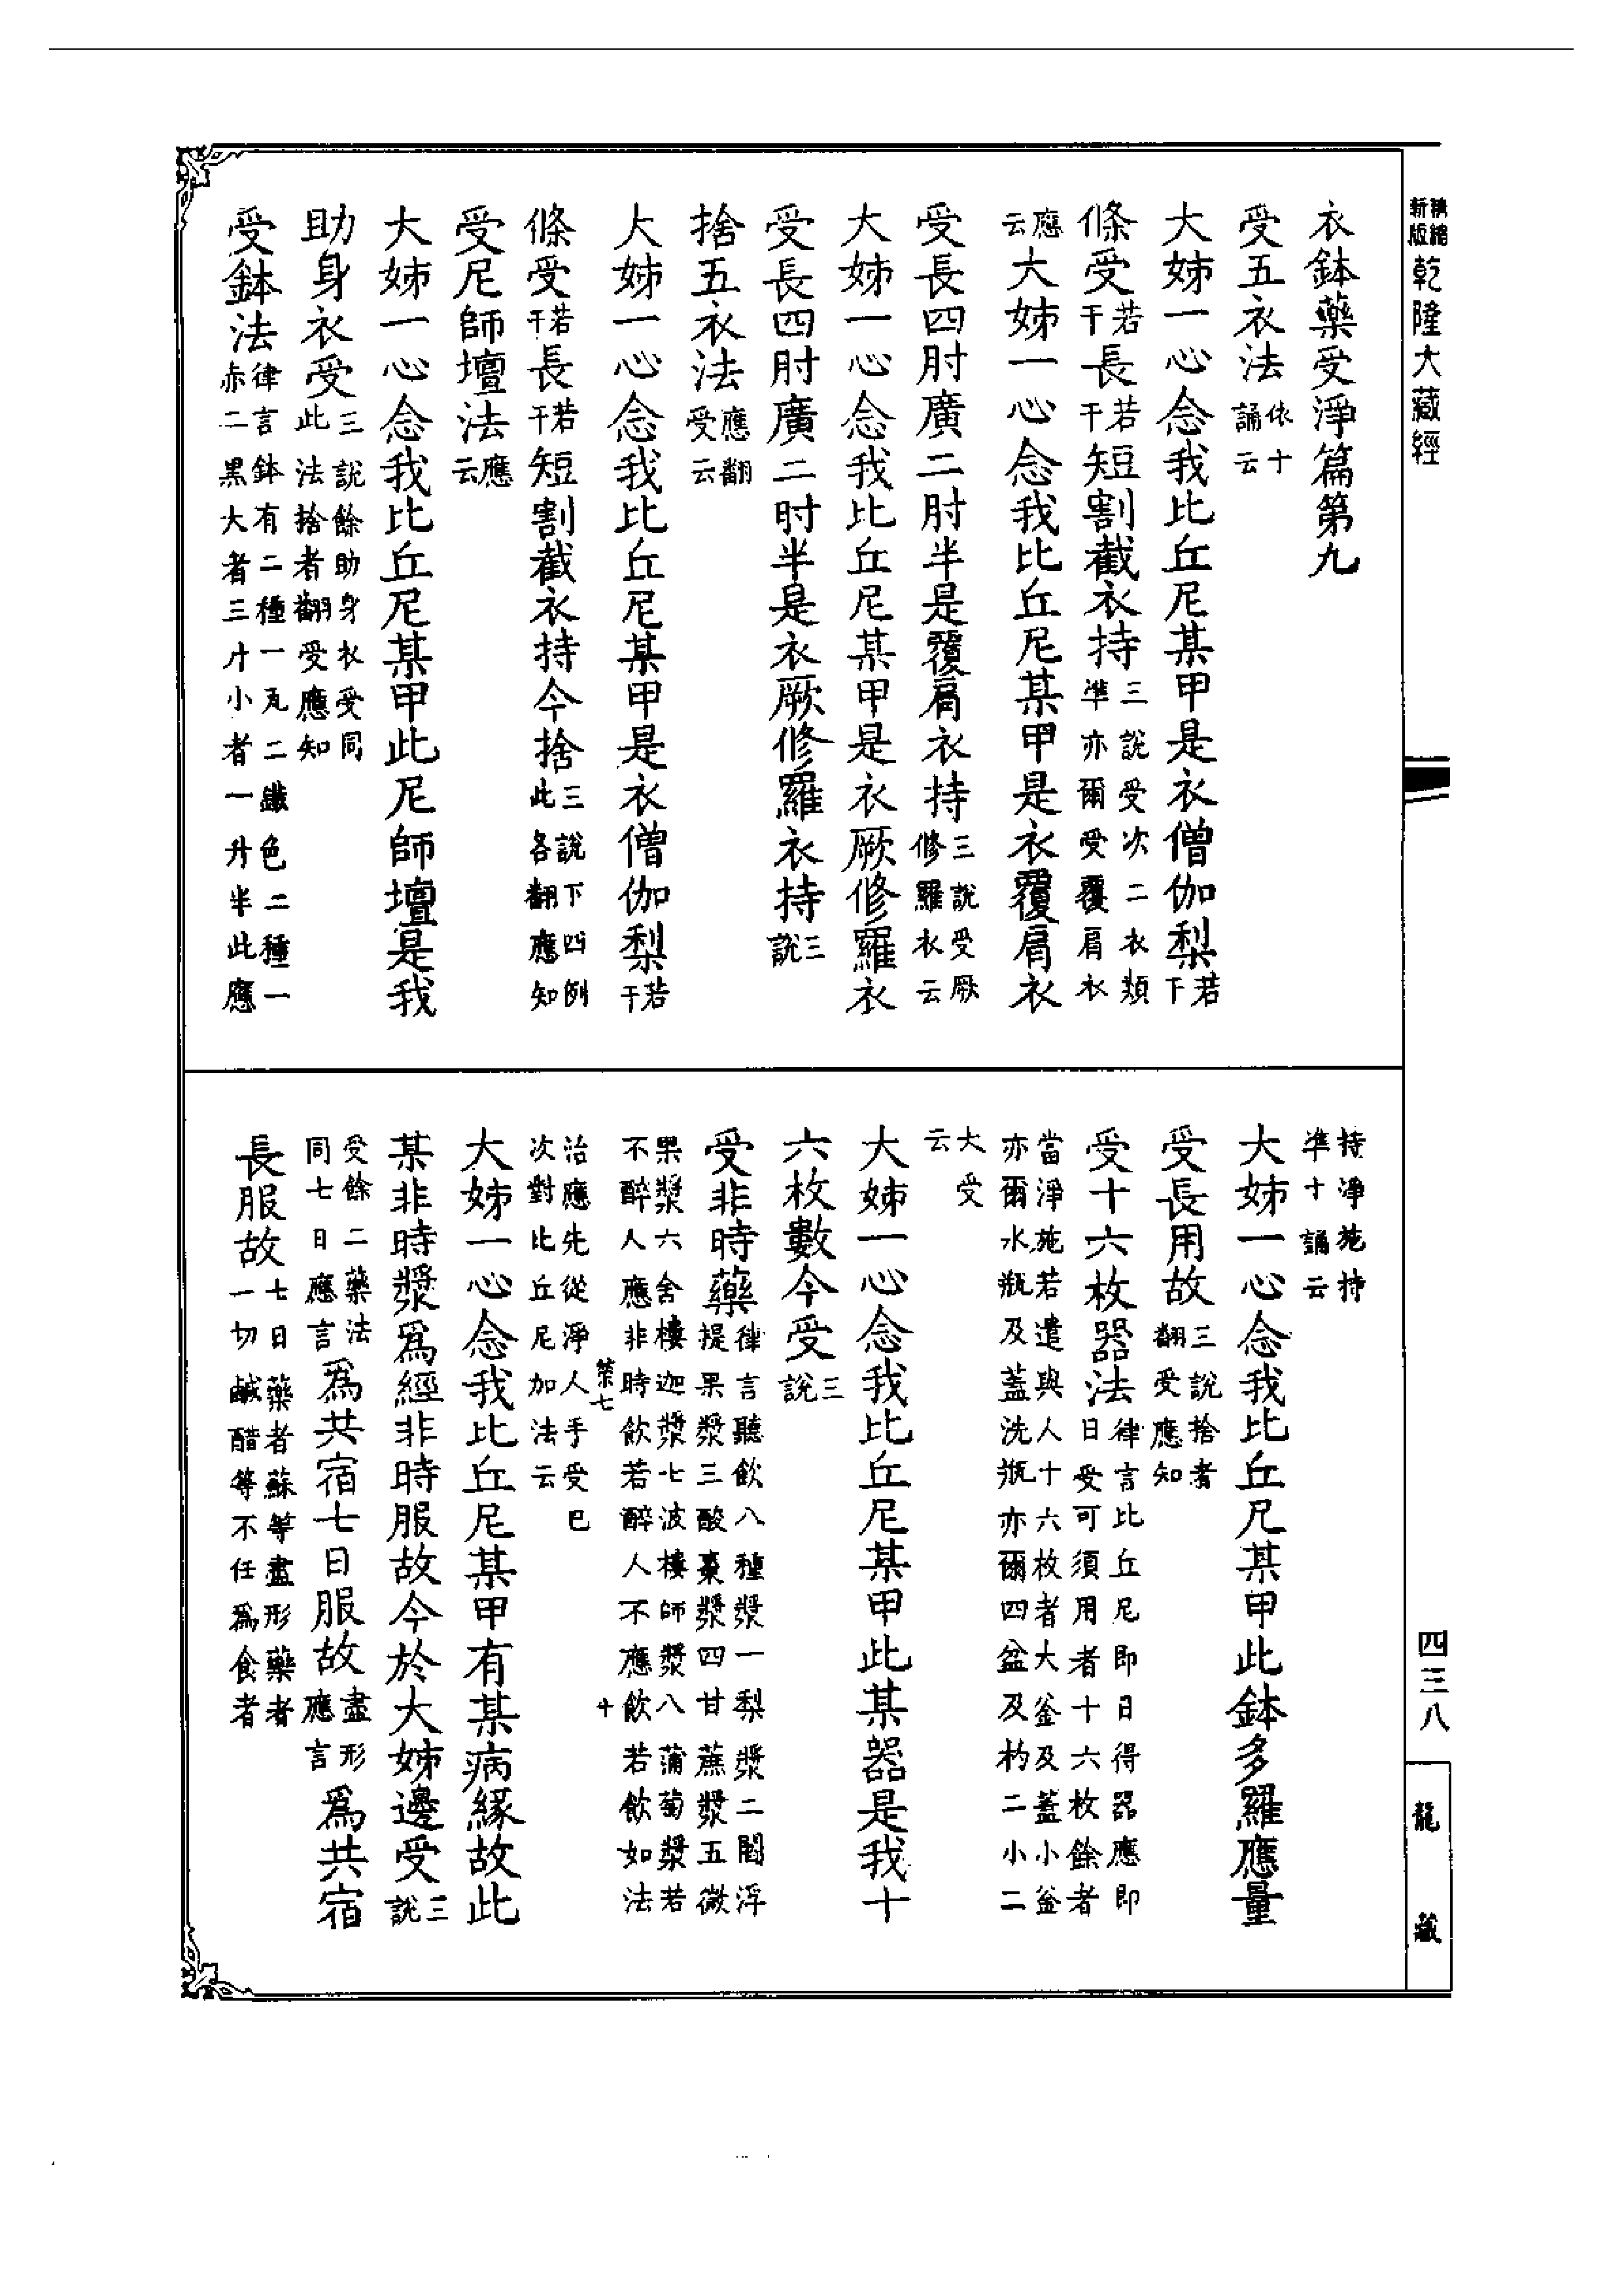 精縮新版乾隆大藏經
四三八
龍藏
衣鉢藥受淨篇第九
受五衣法依十誦云
大姊一心念我比丘尼某甲是衣僧伽梨若干
條受若干長若干短割截衣持三說受次二衣類準亦爾受覆肩衣
應云大姊一心念我比丘尼某甲是衣覆肩衣
受長四肘廣二肘半是覆肩衣持三說受厥修羅衣云
大姊一心念我比丘尼某甲是衣厥修羅衣
受長四肘廣二肘半是衣厥修羅衣持三說
捨五衣法應翻受云
大姊一心念我比丘尼某甲是衣僧伽梨若干
條受若干長若干短割截衣持今捨三說下四例此各翻應知
受尼師壇法應云
大姊一心念我比丘尼某甲此尼師壇是我
助身衣受三說餘助身衣受同此法捨者翻受應知
受鉢法律言鉢有二種一瓦二鐵色二種一赤二黑大者三升小者一升半此應
持淨施持準十誦云
大姊一心念我比丘尼某甲此鉢多羅應量
受長用故三說捨者翻受應知
受十六枚器法律言比丘尼即日得器應即日受可須用者十六枚餘者
當淨施若遣與人十六枚者大釜及蓋小釜亦爾水瓶及蓋洗瓶亦爾四盆及杓二小二
大受云
大姊一心念我比丘尼某甲此某器是我十
六枚數今受三說
受非時藥律言聽飲八種漿一梨漿二閻浮提果漿三酸棗漿四甘蔗漿五微
果漿六舍樓迦漿七波樓師漿八蒲萄漿若不醉人應非時飲若醉人不應飲若飲如法
治應先從淨人手受已次對比丘尼加法云
大姊一心念我比丘尼某甲有某病緣故此
某非時漿爲經非時服故今於大姊邊受三說
受餘二藥法同七日應言爲共宿七日服故盡形應言爲共宿
長服故七日藥者蘇等盡形藥者一切鹹醋等不任爲食者